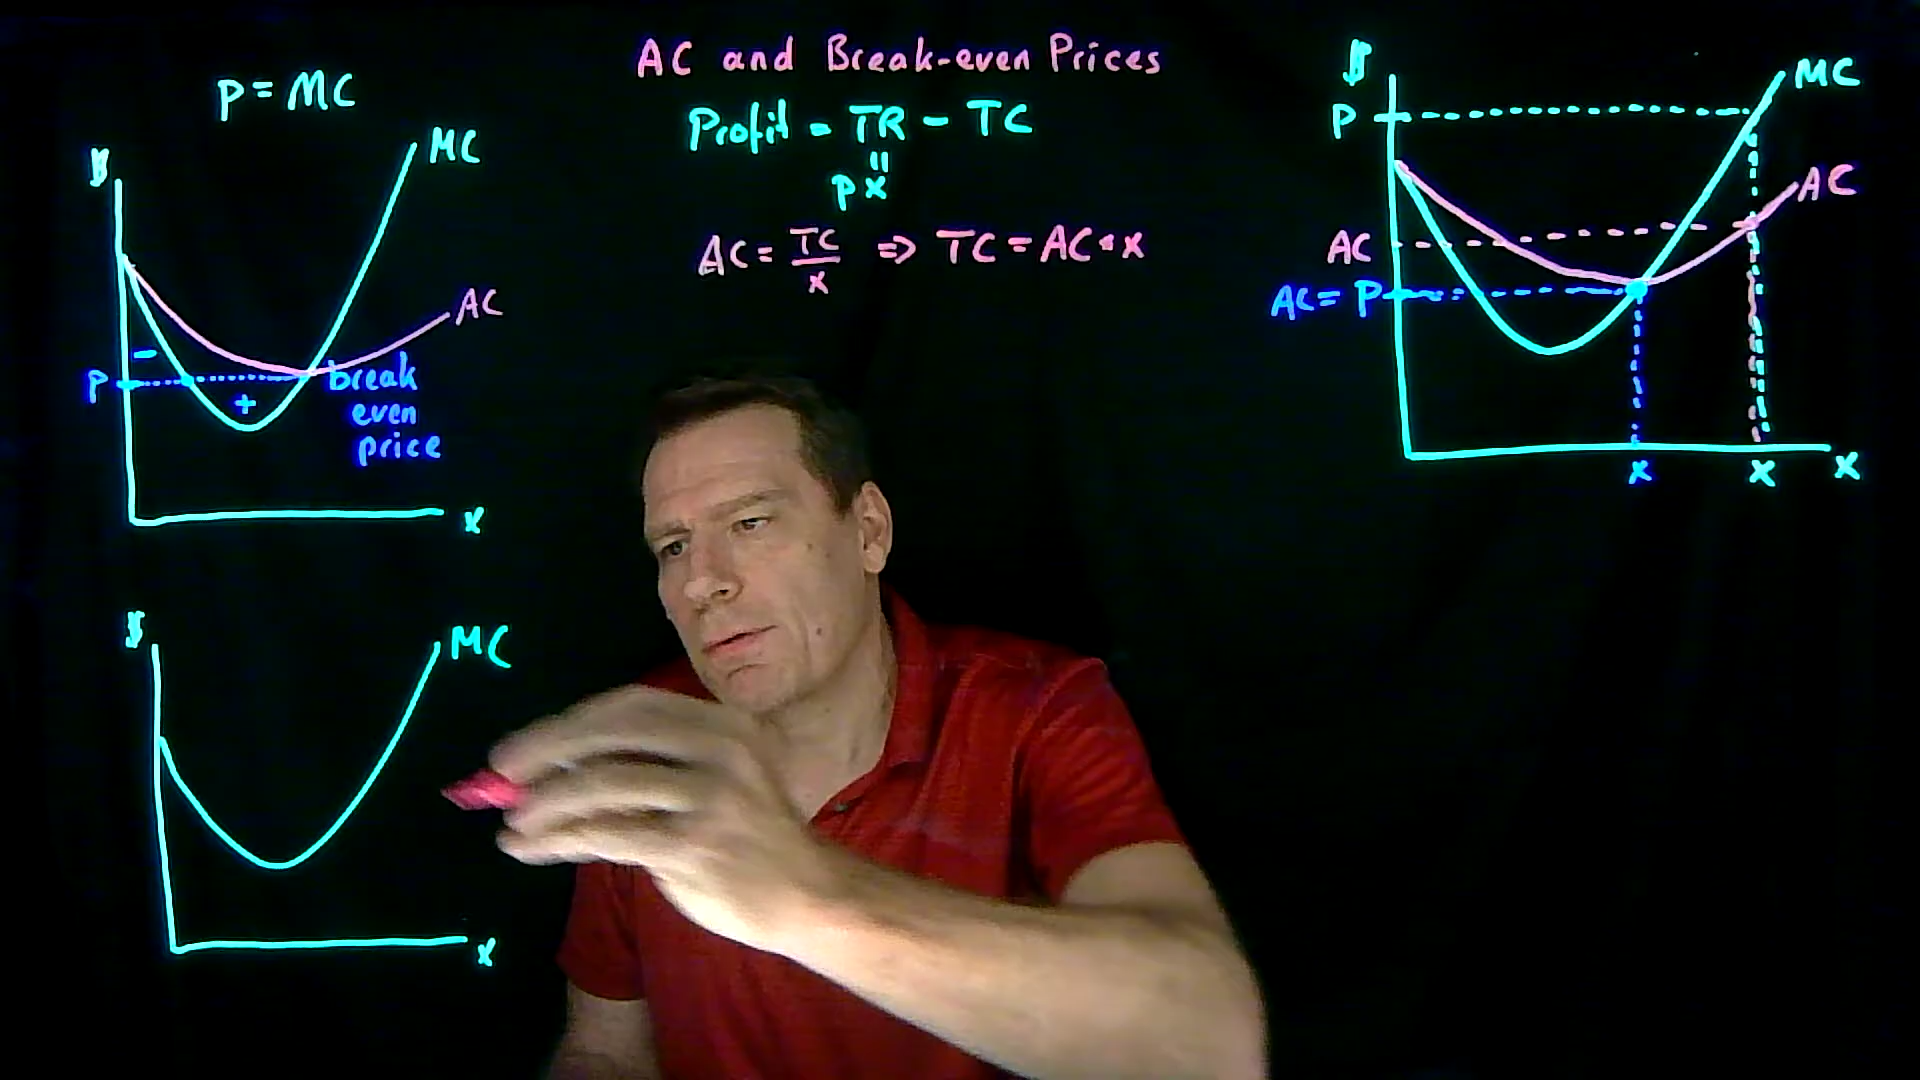 AC and Break-even Prices
P = MC
Profit = TR - TC
"
P x
AC = TC/x ⇒ TC = AC • x
$
MC
AC
P
-
+
break
even
price
x
$
MC
x
$
MC
P
AC
AC
AC = P
x
x
x